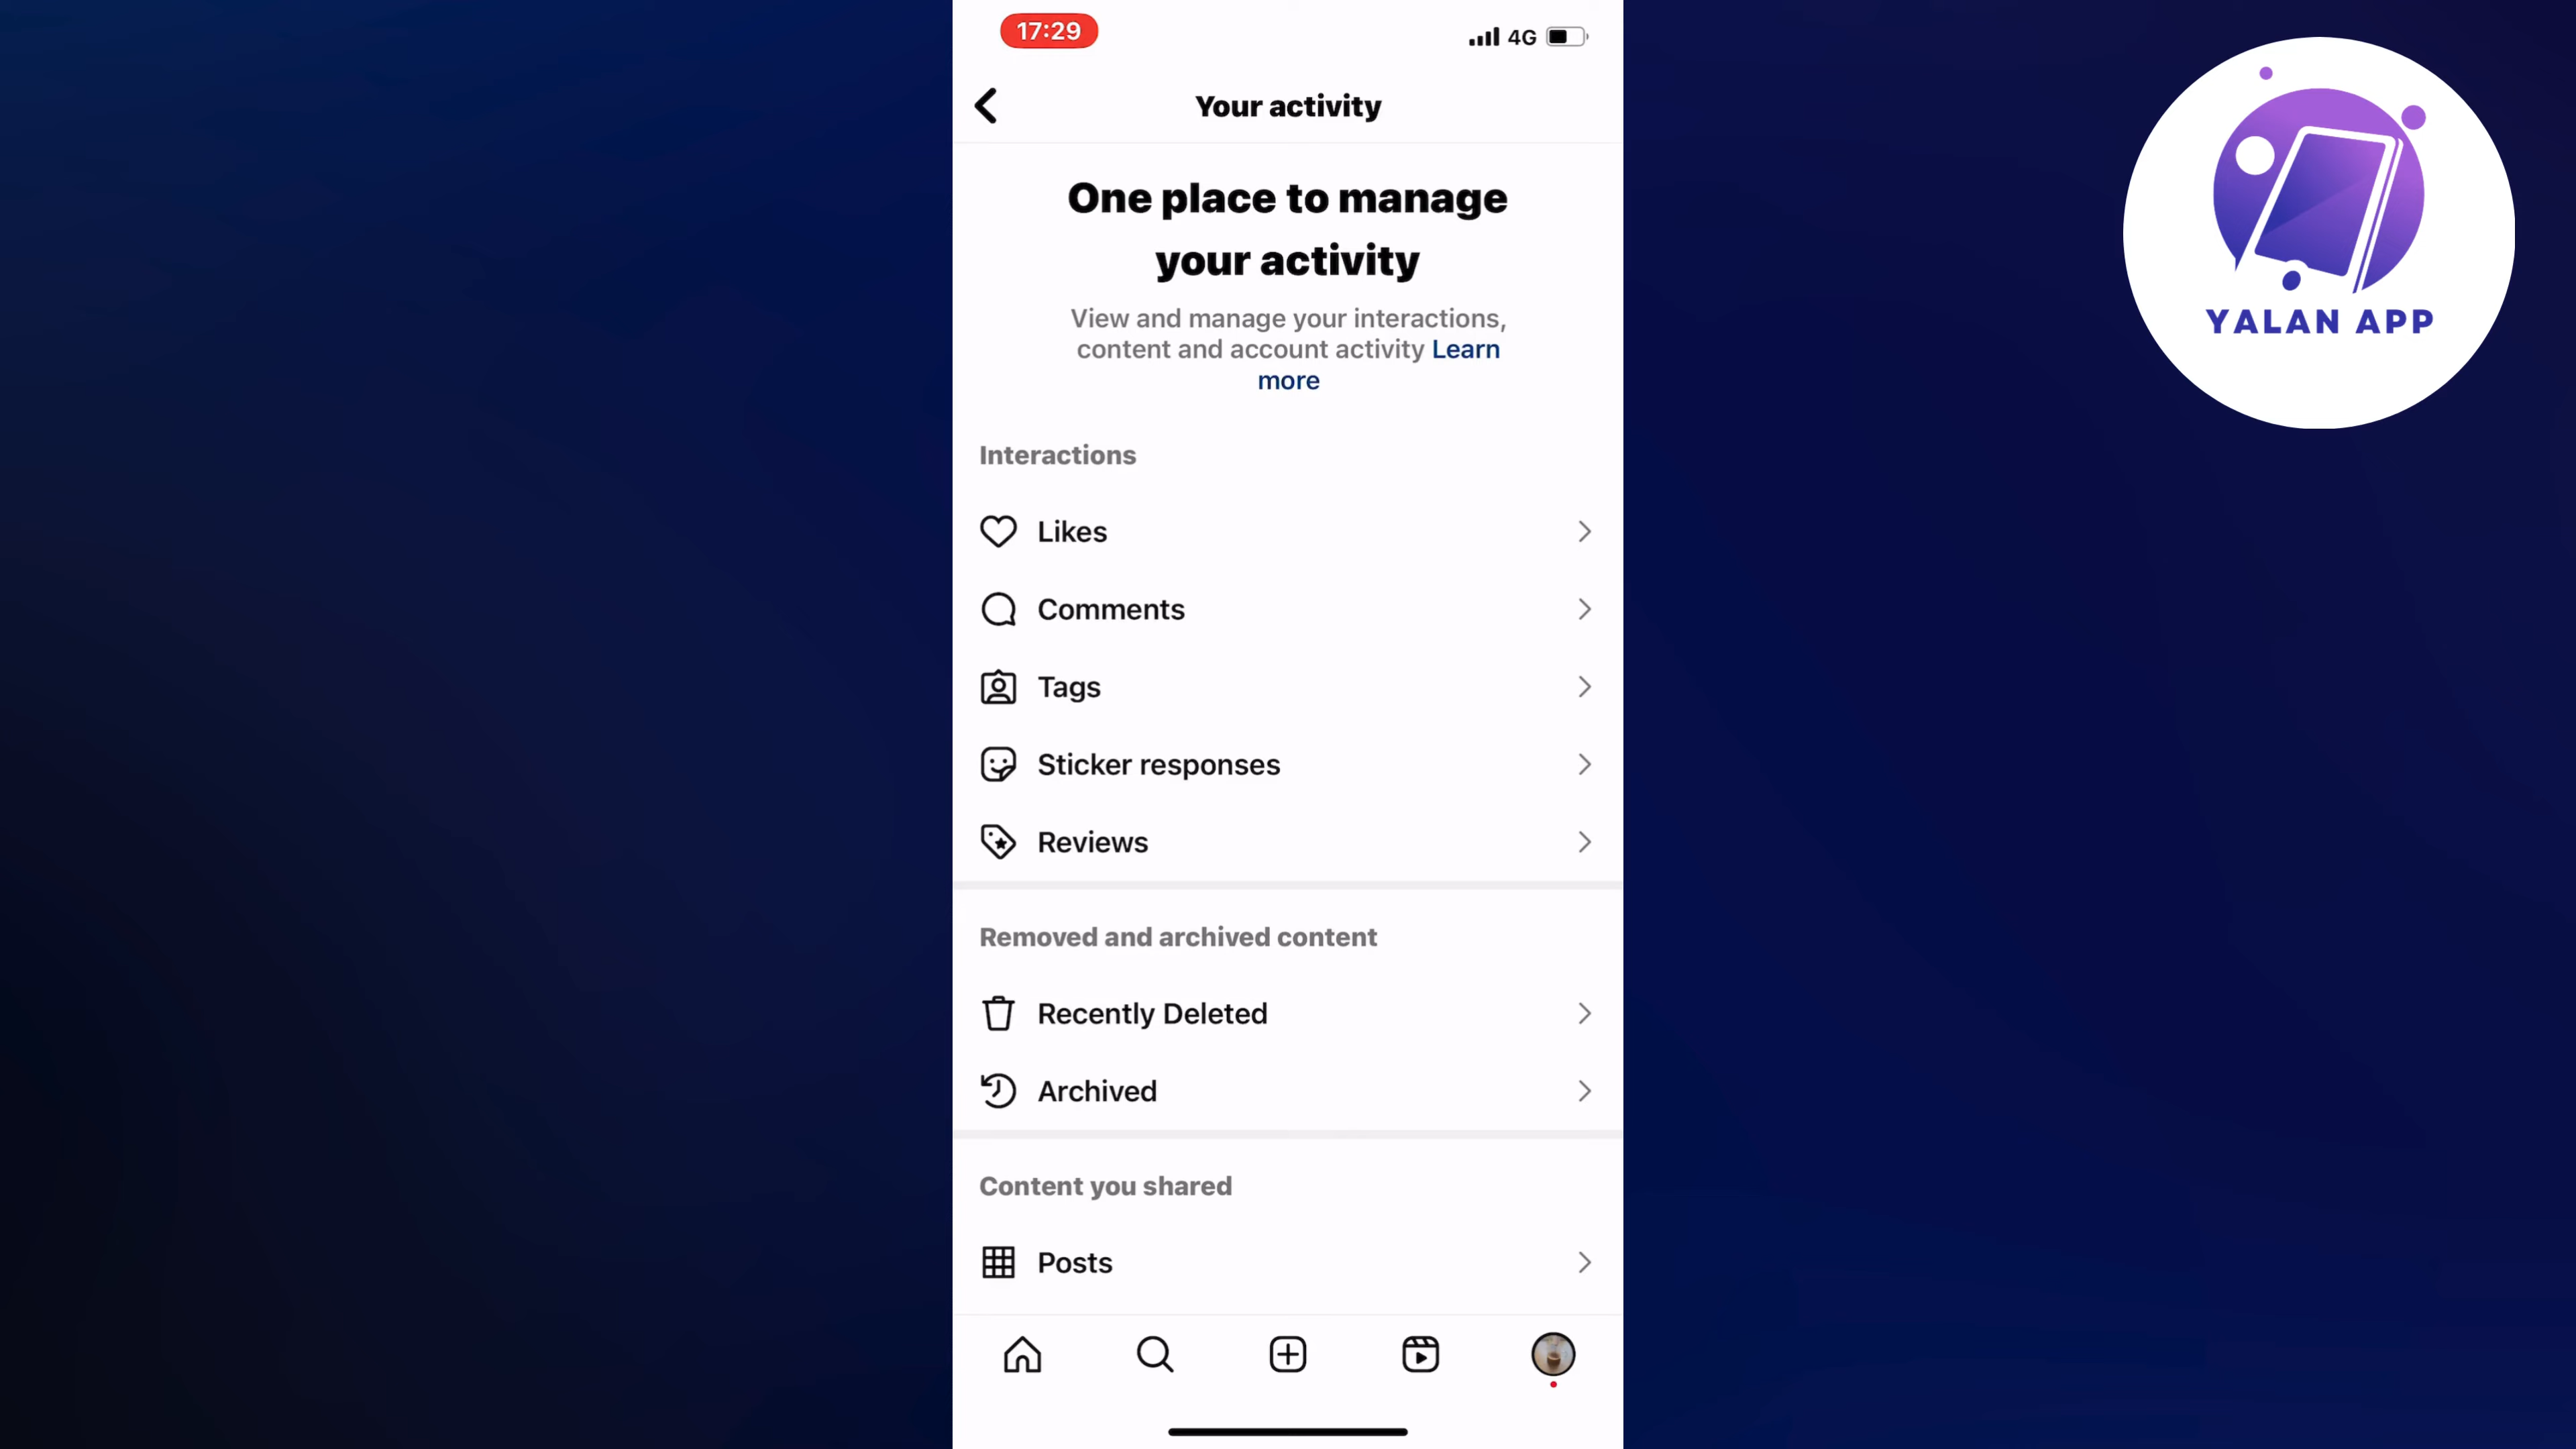 17:29
4G
Your activity
One place to manage
your activity
View and manage your interactions,
content and account activity Learn
more
Interactions
Likes
Comments
Tags
Sticker responses
Reviews
Removed and archived content
Recently Deleted
Archived
Content you shared
Posts
YALAN APP